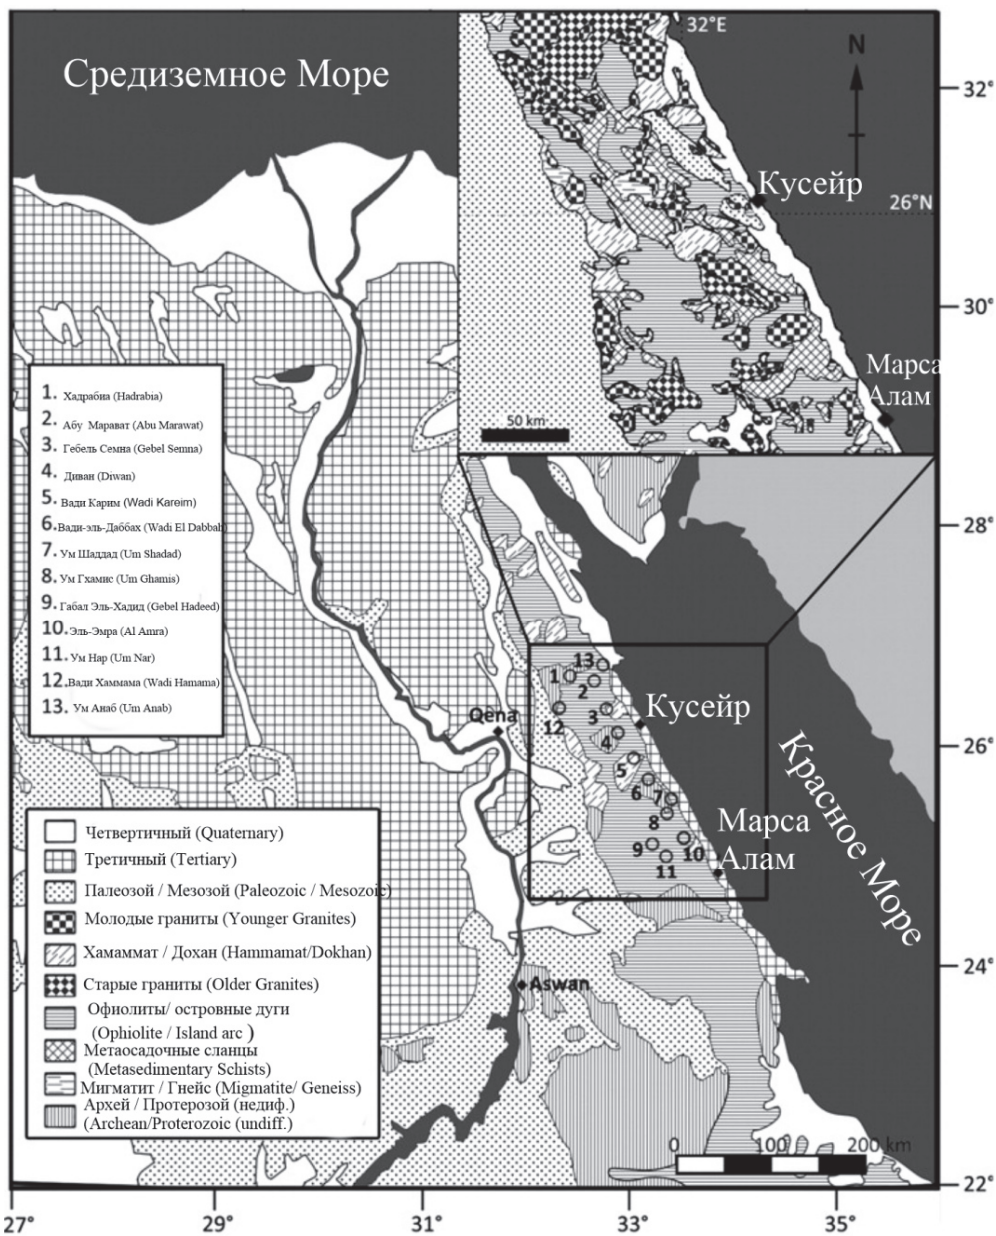 Средиземное Море
32°E
N
32°
Кусейр
26°N
30°
Марса
Алам
50 km
1. Хадрабиа (Hadrabia)
2. Абу Марават (Abu Marawat)
3. Гебель Семна (Gebel Semna)
4. Диван (Diwan)
5. Вади Карим (Wadi Kareim)
6. Вади-эль-Даббах (Wadi El Dabbah)
7. Ум Шаддад (Um Shadad)
8. Ум Гхамис (Um Ghamis)
9. Габал Эль-Хадид (Gebel Hadeed)
10. Эль-Эмра (Al Amra)
11. Ум Нар (Um Nar)
12. Вади Хаммама (Wadi Hamama)
13. Ум Анаб (Um Anab)
28°
13
1
2
12
3
4
5
6
7
8
9
10
11
Qena
Кусейр
26°
Марса
Алам
Красное Море
24°
Aswan
Четвертичный (Quaternary)
Третичный (Tertiary)
Палеозой / Мезозой (Paleozoic / Mesozoic)
Молодые граниты (Younger Granites)
Хамаммат / Дохан (Hammamat/Dokhan)
Старые граниты (Older Granites)
Офиолиты/ островные дуги
(Ophiolite / Island arc )
Метаосадочные сланцы
(Metasedimentary Schists)
Мигматит / Гнейс (Migmatite/ Geneiss)
Архей / Протерозой (недиф.)
(Archean/Proterozoic (undiff.)
0 100 200 km
22°
27° 29° 31° 33° 35°